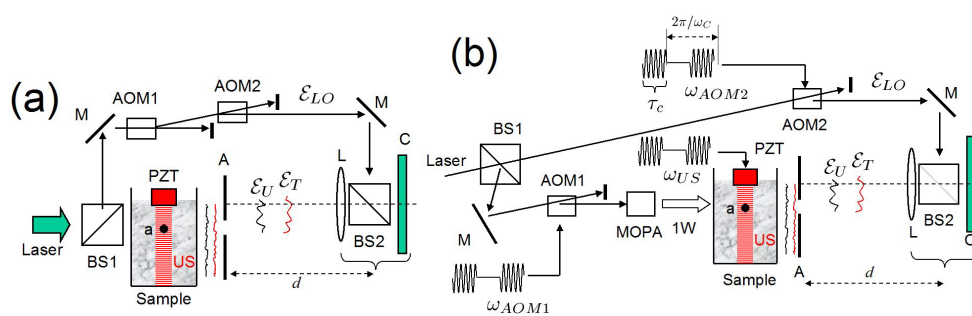 (a)
M
AOM1
AOM2
ℰ_LO
M
C
A
L
PZT
ℰ_U
ℰ_T
a
US
Laser
BS1
BS2
d
Sample
(b)
2π/ω_C
τ_c
ω_AOM2
ℰ_LO
M
AOM2
BS1
Laser
PZT
C
ω_US
ℰ_U
ℰ_T
AOM1
a
MOPA
1W
M
US
L
BS2
A
d
ω_AOM1
Sample